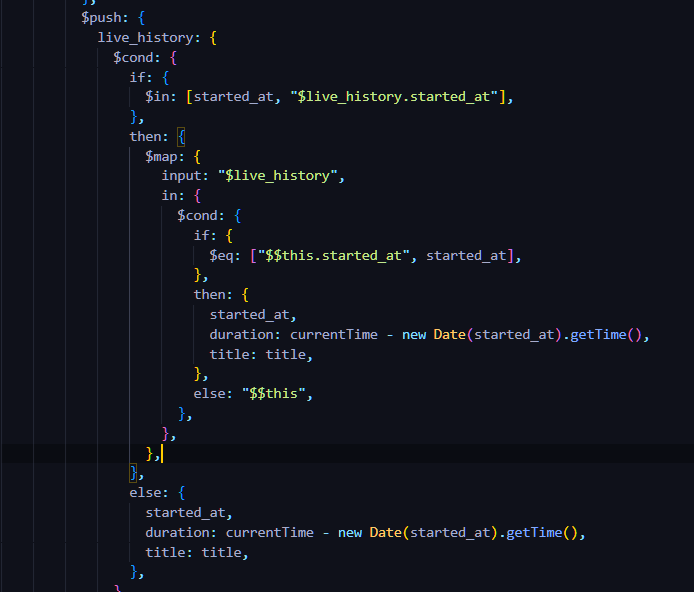 },
$push: {
live_history: {
$cond: {
if: {
$in: [started_at, "$live_history.started_at"],
},
then: {
$map: {
input: "$live_history",
in: {
$cond: {
if: {
$eq: ["$$this.started_at", started_at],
},
then: {
started_at,
duration: currentTime - new Date(started_at).getTime(),
title: title,
},
else: "$$this",
},
},
},
},
else: {
started_at,
duration: currentTime - new Date(started_at).getTime(),
title: title,
},
}